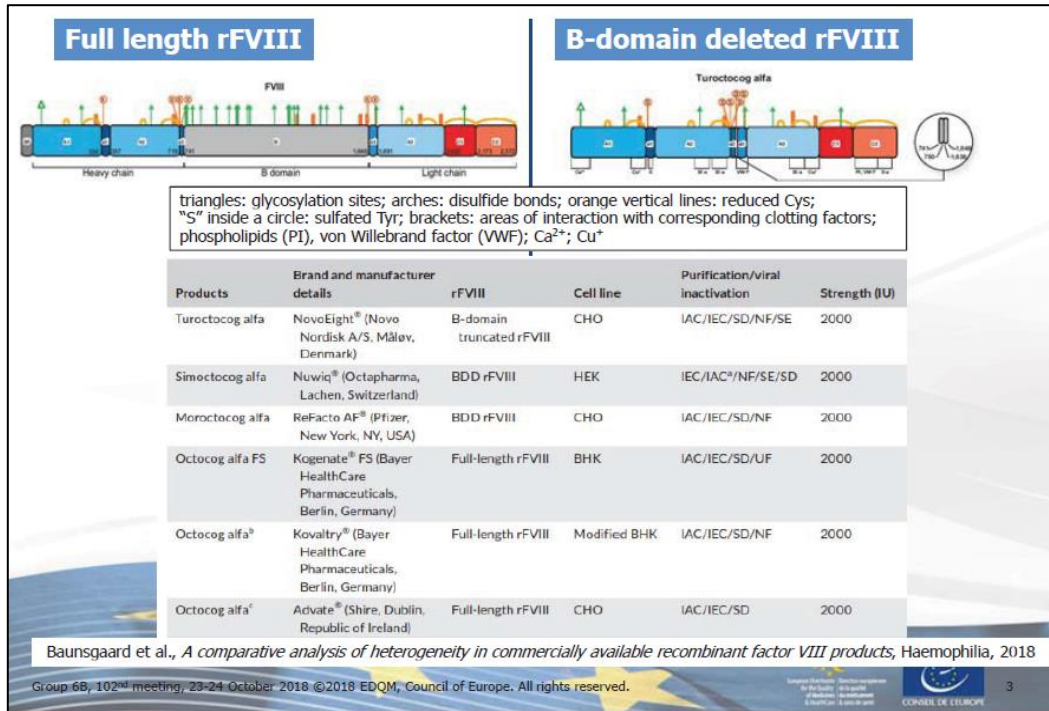 Full length rFVIII
B-domain deleted rFVIII
FVIII
Turoctocog alfa
Heavy chain
B domain
Light chain
triangles: glycosylation sites; arches: disulfide bonds; orange vertical lines: reduced Cys;
"S" inside a circle: sulfated Tyr; brackets: areas of interaction with corresponding clotting factors;
phospholipids (PI), von Willebrand factor (VWF); Ca²⁺; Cu⁺
Brand and manufacturer Purification/viral
Products details rFVIII Cell line inactivation Strength (IU)
Turoctocog alfa NovoEight® (Novo B-domain CHO IAC/IEC/SD/NF/SE 2000
Nordisk A/S, Måløv, truncated rFVIII
Denmark)
Simoctocog alfa Nuwiq® (Octapharma, BDD rFVIII HEK IEC/IACᵃ/NF/SE/SD 2000
Lachen, Switzerland)
Moroctocog alfa ReFacto AF® (Pfizer, BDD rFVIII CHO IAC/IEC/SD/NF 2000
New York, NY, USA)
Octocog alfa FS Kogenate® FS (Bayer Full-length rFVIII BHK IAC/IEC/SD/UF 2000
HealthCare
Pharmaceuticals,
Berlin, Germany)
Octocog alfaᵇ Kovaltry® (Bayer Full-length rFVIII Modified BHK IAC/IEC/SD/NF 2000
HealthCare
Pharmaceuticals,
Berlin, Germany)
Octocog alfaᶜ Advate® (Shire, Dublin, Full-length rFVIII CHO IAC/IEC/SD 2000
Republic of Ireland)
Baunsgaard et al., A comparative analysis of heterogeneity in commercially available recombinant factor VIII products, Haemophilia, 2018
Group 6B, 102nd meeting, 23-24 October 2018 ©2018 EDQM, Council of Europe. All rights reserved.
CONSEIL DE L'EUROPE
3